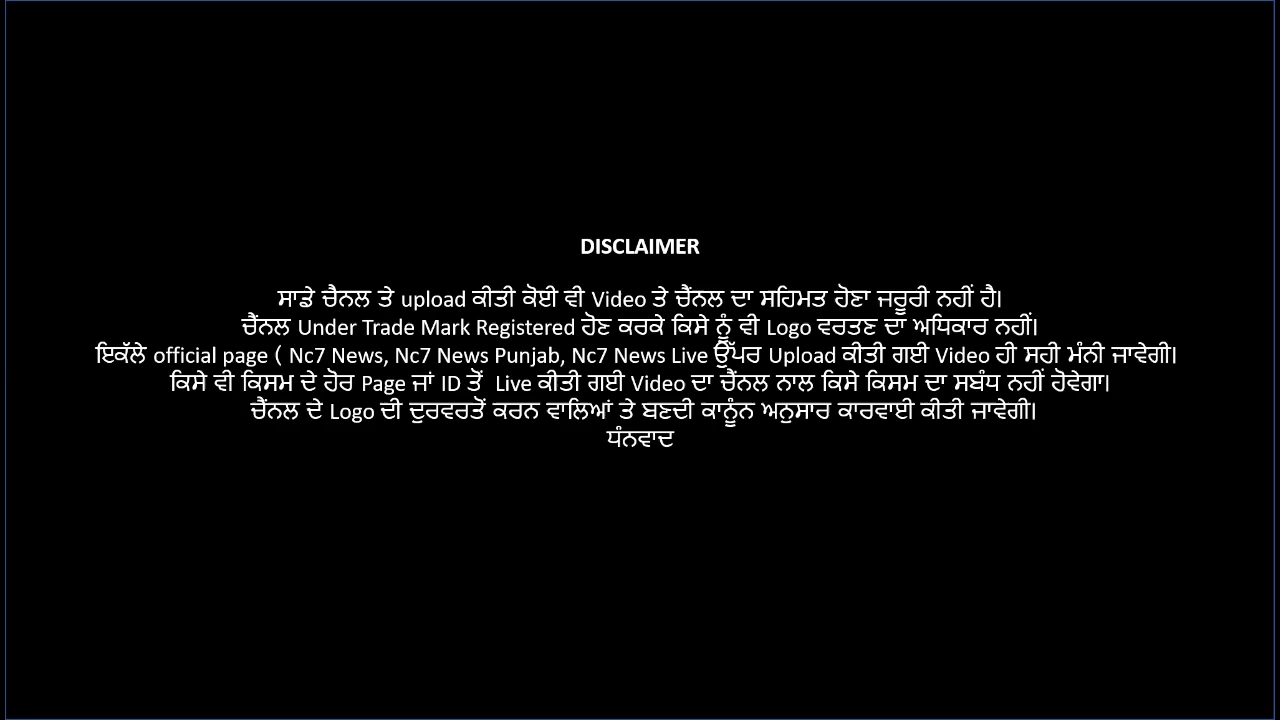 DISCLAIMER
ਸਾਡੇ ਚੈਨਲ ਤੇ upload ਕੀਤੀ ਕੋਈ ਵੀ Video ਤੇ ਚੈਂਨਲ ਦਾ ਸਹਿਮਤ ਹੋਣਾ ਜਰੂਰੀ ਨਹੀਂ ਹੈ।
ਚੈਂਨਲ Under Trade Mark Registered ਹੋਣ ਕਰਕੇ ਕਿਸੇ ਨੂੰ ਵੀ Logo ਵਰਤਣ ਦਾ ਅਧਿਕਾਰ ਨਹੀਂ।
ਇਕੱਲੇ official page ( Nc7 News, Nc7 News Punjab, Nc7 News Live ਉੱਪਰ Upload ਕੀਤੀ ਗਈ Video ਹੀ ਸਹੀ ਮੰਨੀ ਜਾਵੇਗੀ।
ਕਿਸੇ ਵੀ ਕਿਸਮ ਦੇ ਹੋਰ Page ਜਾਂ ID ਤੋਂ Live ਕੀਤੀ ਗਈ Video ਦਾ ਚੈਂਨਲ ਨਾਲ ਕਿਸੇ ਕਿਸਮ ਦਾ ਸਬੰਧ ਨਹੀਂ ਹੋਵੇਗਾ।
ਚੈਂਨਲ ਦੇ Logo ਦੀ ਦੁਰਵਰਤੋਂ ਕਰਨ ਵਾਲਿਆਂ ਤੇ ਬਣਦੀ ਕਾਨੂੰਨ ਅਨੁਸਾਰ ਕਾਰਵਾਈ ਕੀਤੀ ਜਾਵੇਗੀ।
ਧੰਨਵਾਦ